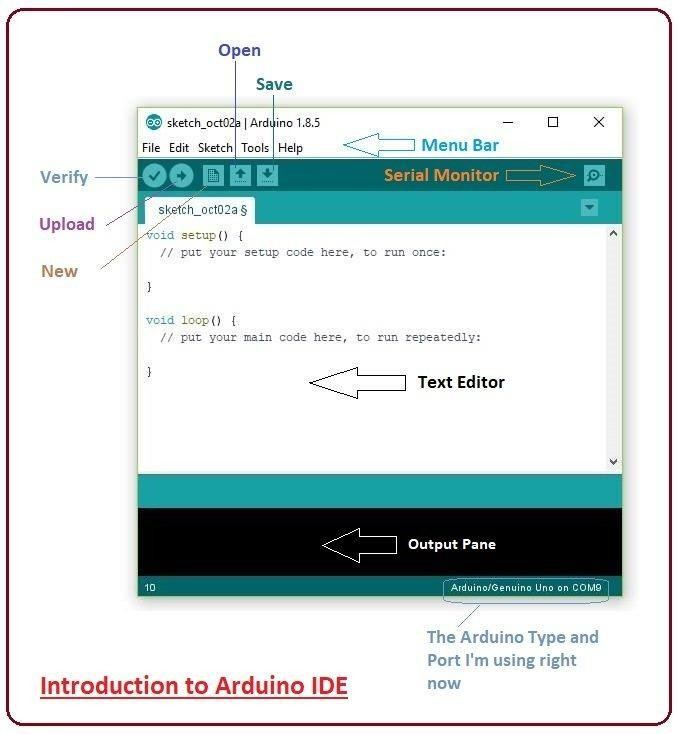 Open
Save
sketch_oct02a | Arduino 1.8.5
File Edit Sketch Tools Help
Menu Bar
Verify
Serial Monitor
Upload
sketch_oct02a §
New
void setup() {
// put your setup code here, to run once:
}
void loop() {
// put your main code here, to run repeatedly:
}
Text Editor
Output Pane
10
Arduino/Genuino Uno on COM9
The Arduino Type and
Port I'm using right
now
Introduction to Arduino IDE